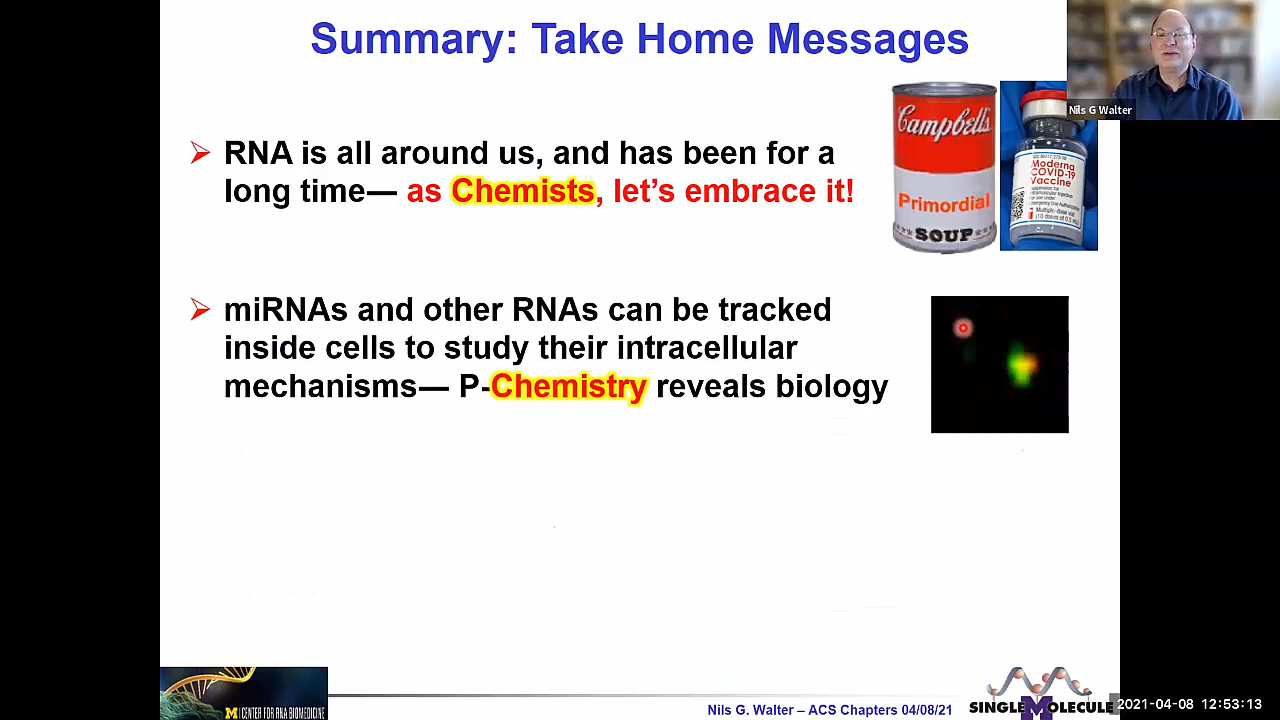 Summary: Take Home Messages
Nils G Walter
RNA is all around us, and has been for a
long time— as Chemists, let's embrace it!
Campbell's
Primordial
SOUP
Moderna
COVID-19
Vaccine
Multiple-dose vial
miRNAs and other RNAs can be tracked
inside cells to study their intracellular
mechanisms— P-Chemistry reveals biology
M | CENTER FOR RNA BIOMEDICINE
Nils G. Walter – ACS Chapters 04/08/21
SINGLE MOLECULE
2021-04-08 12:53:13